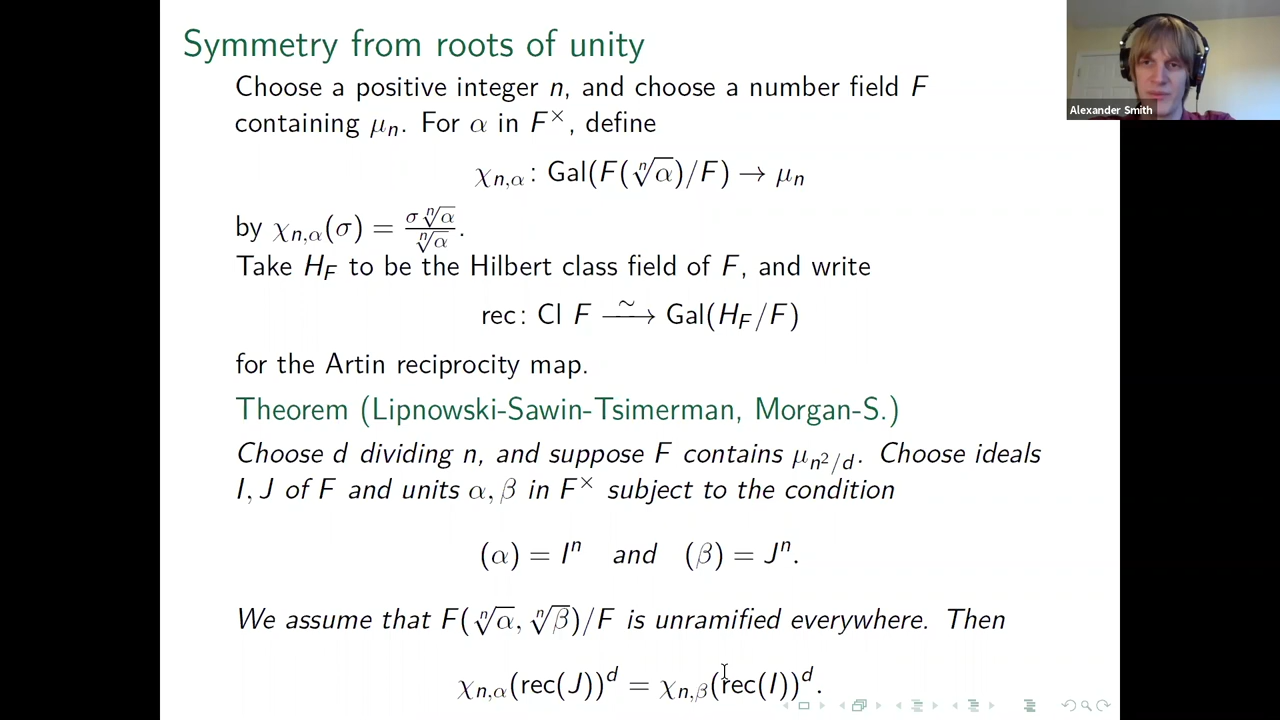 Symmetry from roots of unity
Choose a positive integer n, and choose a number field F
containing μₙ. For α in F^×, define
χ_{n,α}: Gal(F(ⁿ√α)/F) → μₙ
by χ_{n,α}(σ) = σ ⁿ√α / ⁿ√α.
Take H_F to be the Hilbert class field of F, and write
rec: Cl F ⥲ Gal(H_F/F)
for the Artin reciprocity map.
Theorem (Lipnowski-Sawin-Tsimerman, Morgan-S.)
Choose d dividing n, and suppose F contains μ_{n²/d}. Choose ideals
I, J of F and units α, β in F^× subject to the condition
(α) = Iⁿ and (β) = Jⁿ.
We assume that F(ⁿ√α, ⁿ√β)/F is unramified everywhere. Then
χ_{n,α}(rec(J))^d = χ_{n,β}(rec(I))^d.
Alexander Smith